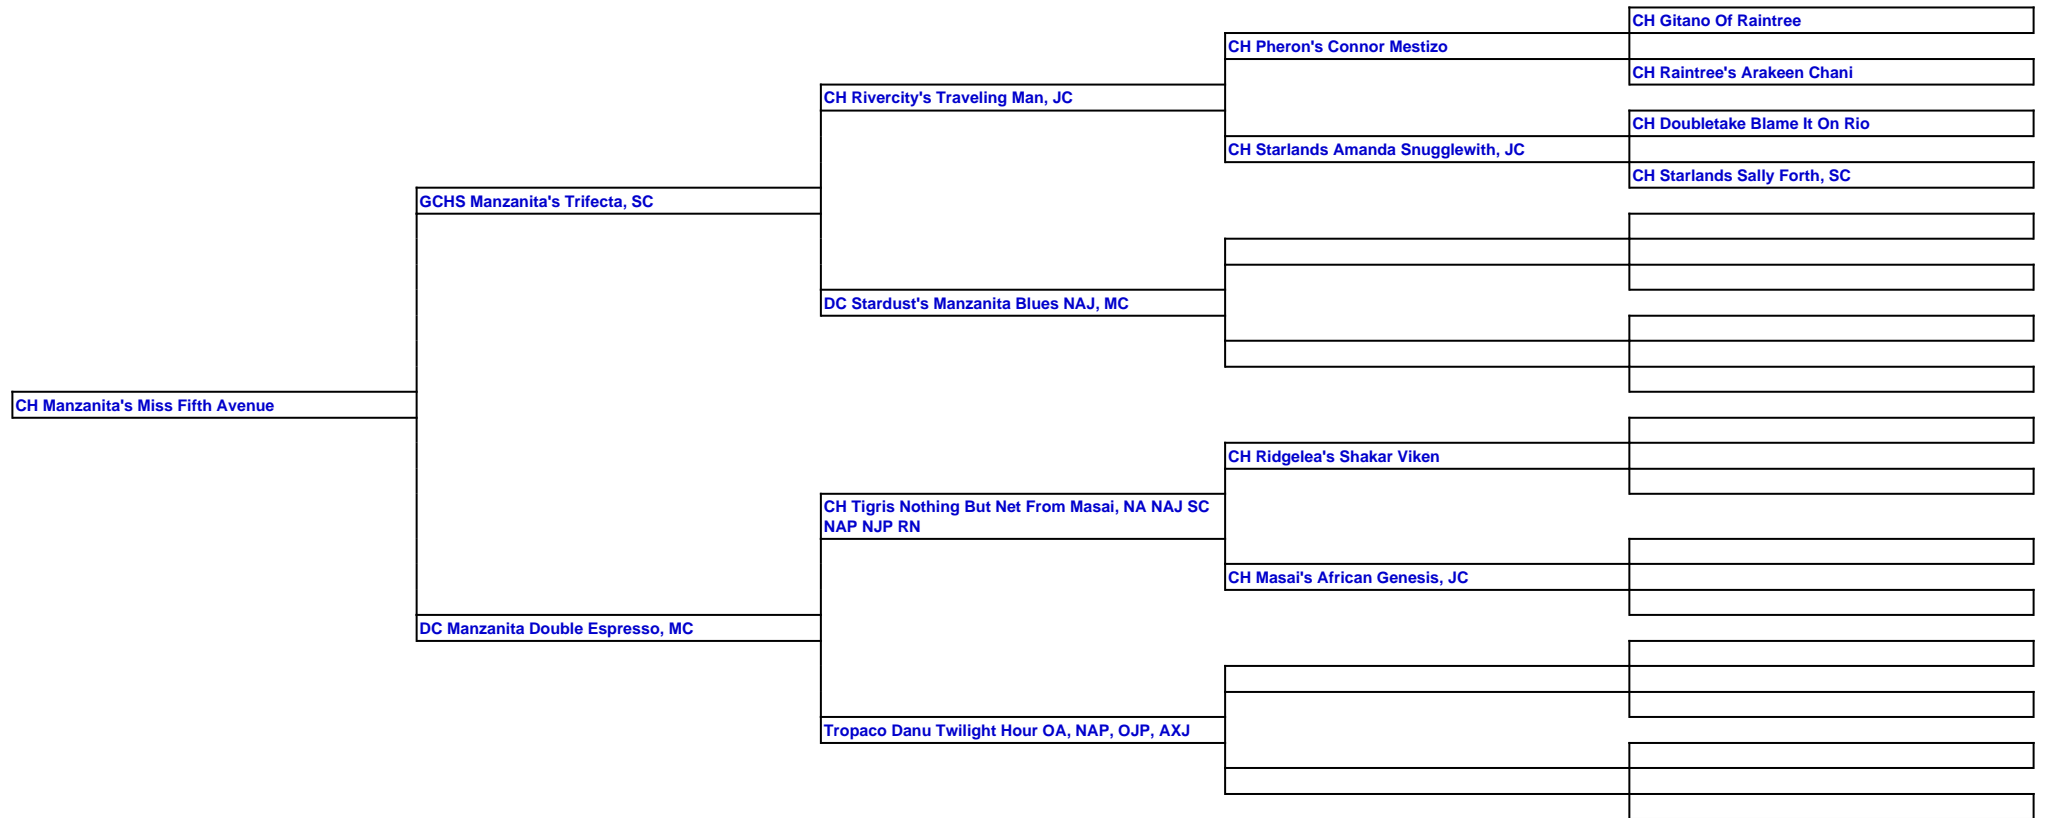 CH Gitano Of Raintree
CH Pheron's Connor Mestizo
CH Raintree's Arakeen Chani
CH Rivercity's Traveling Man, JC
CH Doubletake Blame It On Rio
CH Starlands Amanda Snugglewith, JC
CH Starlands Sally Forth, SC
GCHS Manzanita's Trifecta, SC
DC Stardust's Manzanita Blues NAJ, MC
CH Manzanita's Miss Fifth Avenue
CH Ridgelea's Shakar Viken
CH Tigris Nothing But Net From Masai, NA NAJ SC
NAP NJP RN
CH Masai's African Genesis, JC
DC Manzanita Double Espresso, MC
Tropaco Danu Twilight Hour OA, NAP, OJP, AXJ